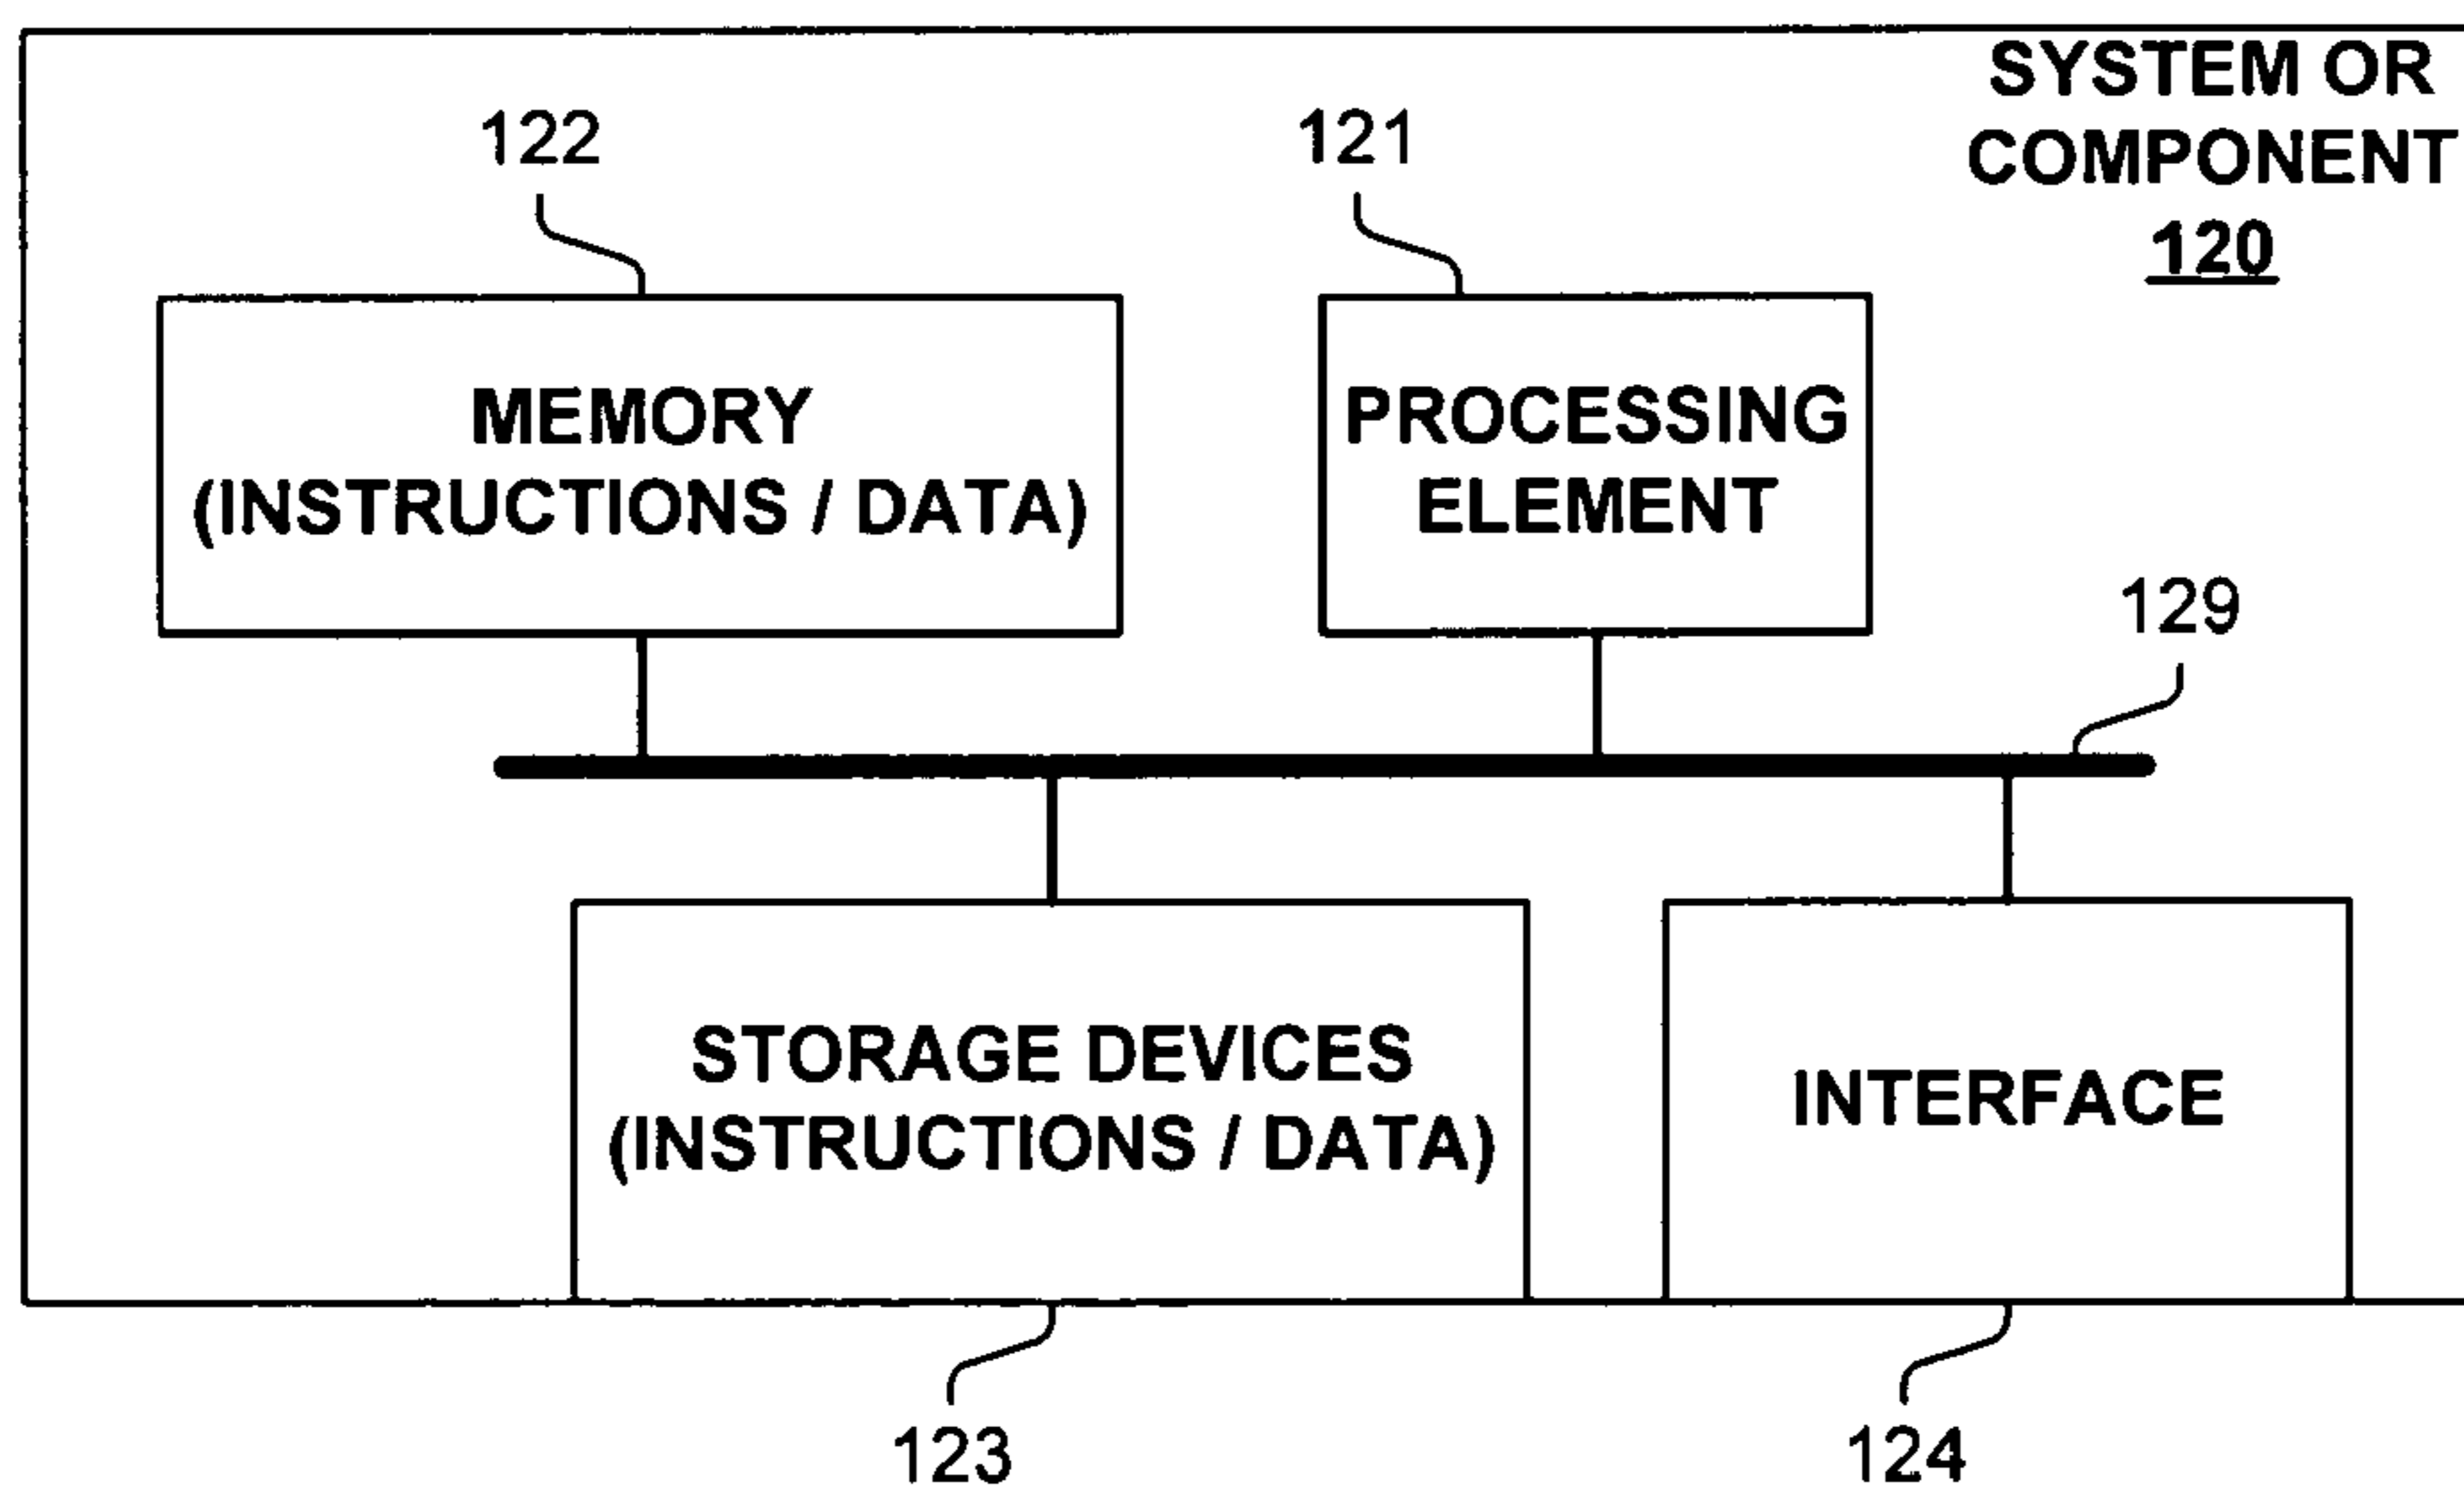 SYSTEM OR
COMPONENT
120
122
121
MEMORY
(INSTRUCTIONS / DATA)
PROCESSING
ELEMENT
129
STORAGE DEVICES
(INSTRUCTIONS / DATA)
INTERFACE
123
124